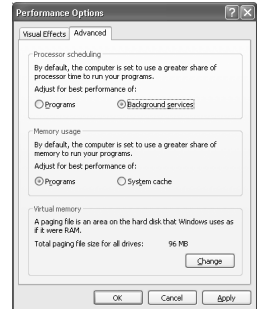 Performance Options
Visual Effects Advanced
Processor scheduling
By default, the computer is set to use a greater share of
processor time to run your programs.
Adjust for best performance of:
Programs Background services
Memory usage
By default, the computer is set to use a greater share of
memory to run your programs.
Adjust for best performance of:
Programs System cache
Virtual memory
A paging file is an area on the hard disk that Windows uses as
if it were RAM.
Total paging file size for all drives: 96 MB
Change
OK Cancel Apply